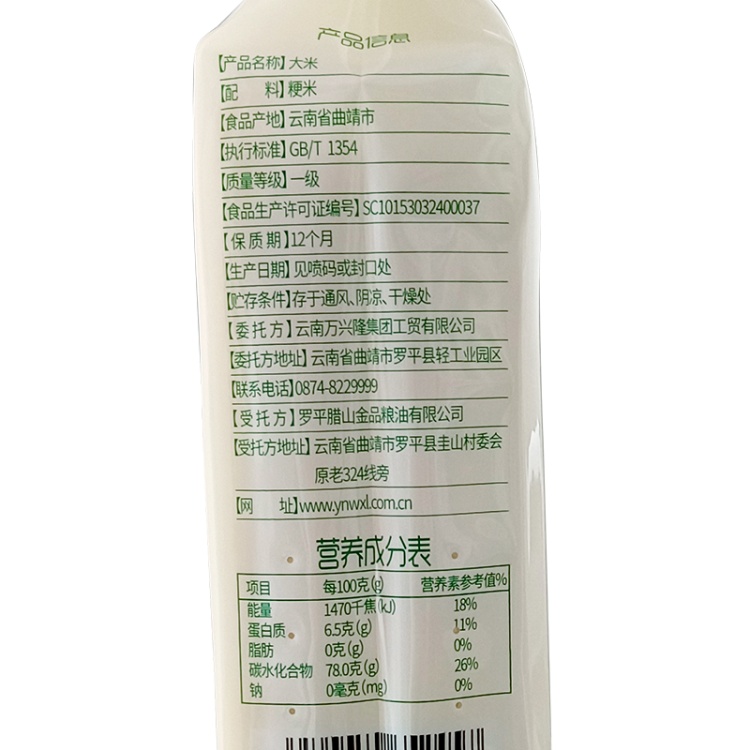 产品信息
【产品名称】大米
【配　　料】粳米
【食品产地】云南省曲靖市
【执行标准】GB/T 1354
【质量等级】一级
【食品生产许可证编号】SC10153032400037
【保质期】12个月
【生产日期】见喷码或封口处
【贮存条件】存于通风、阴凉、干燥处
【委托方】云南万兴隆集团工贸有限公司
【委托方地址】云南省曲靖市罗平县轻工业园区
【联系电话】0874-8229999
【受托方】罗平腊山金品粮油有限公司
【受托方地址】云南省曲靖市罗平县圭山村委会
原老324线旁
【网　　址】www.ynwxl.com.cn
营养成分表
项目 每100克(g) 营养素参考值%
能量 1470千焦(kJ) 18%
蛋白质 6.5克(g) 11%
脂肪 0克(g) 0%
碳水化合物 78.0克(g) 26%
钠 0毫克(mg) 0%